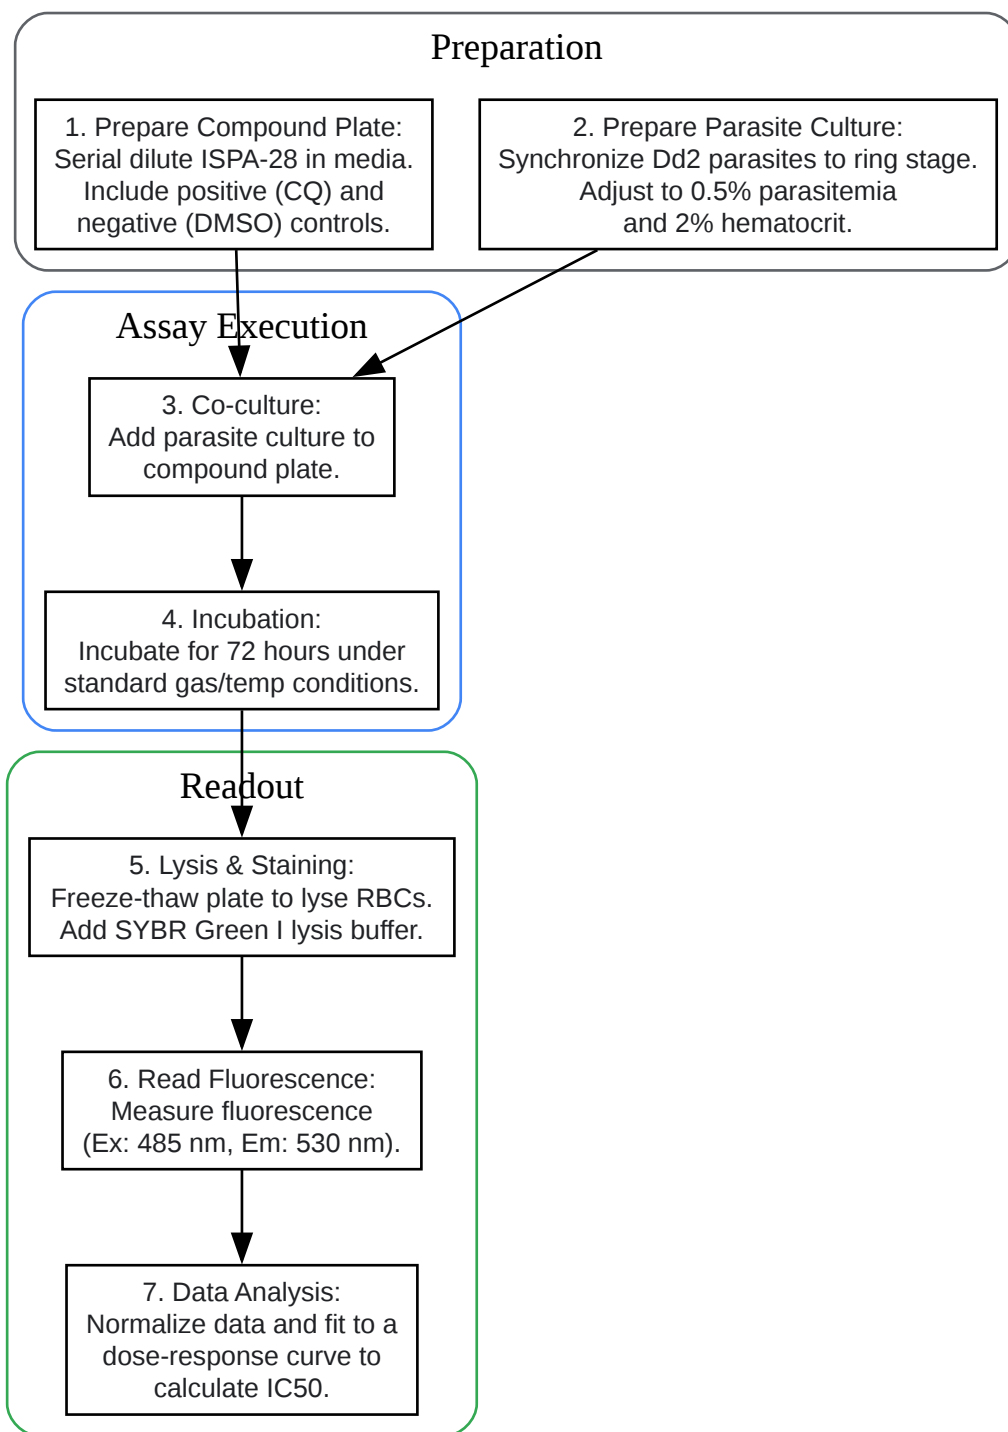 Preparation
1. Prepare Compound Plate:
Serial dilute ISPA-28 in media.
Include positive (CQ) and
negative (DMSO) controls.
2. Prepare Parasite Culture:
Synchronize Dd2 parasites to ring stage.
Adjust to 0.5% parasitemia
and 2% hematocrit.
Assay Execution
3. Co-culture:
Add parasite culture to
compound plate.
4. Incubation:
Incubate for 72 hours under
standard gas/temp conditions.
Readout
5. Lysis & Staining:
Freeze-thaw plate to lyse RBCs.
Add SYBR Green I lysis buffer.
6. Read Fluorescence:
Measure fluorescence
(Ex: 485 nm, Em: 530 nm).
7. Data Analysis:
Normalize data and fit to a
dose-response curve to
calculate IC50.